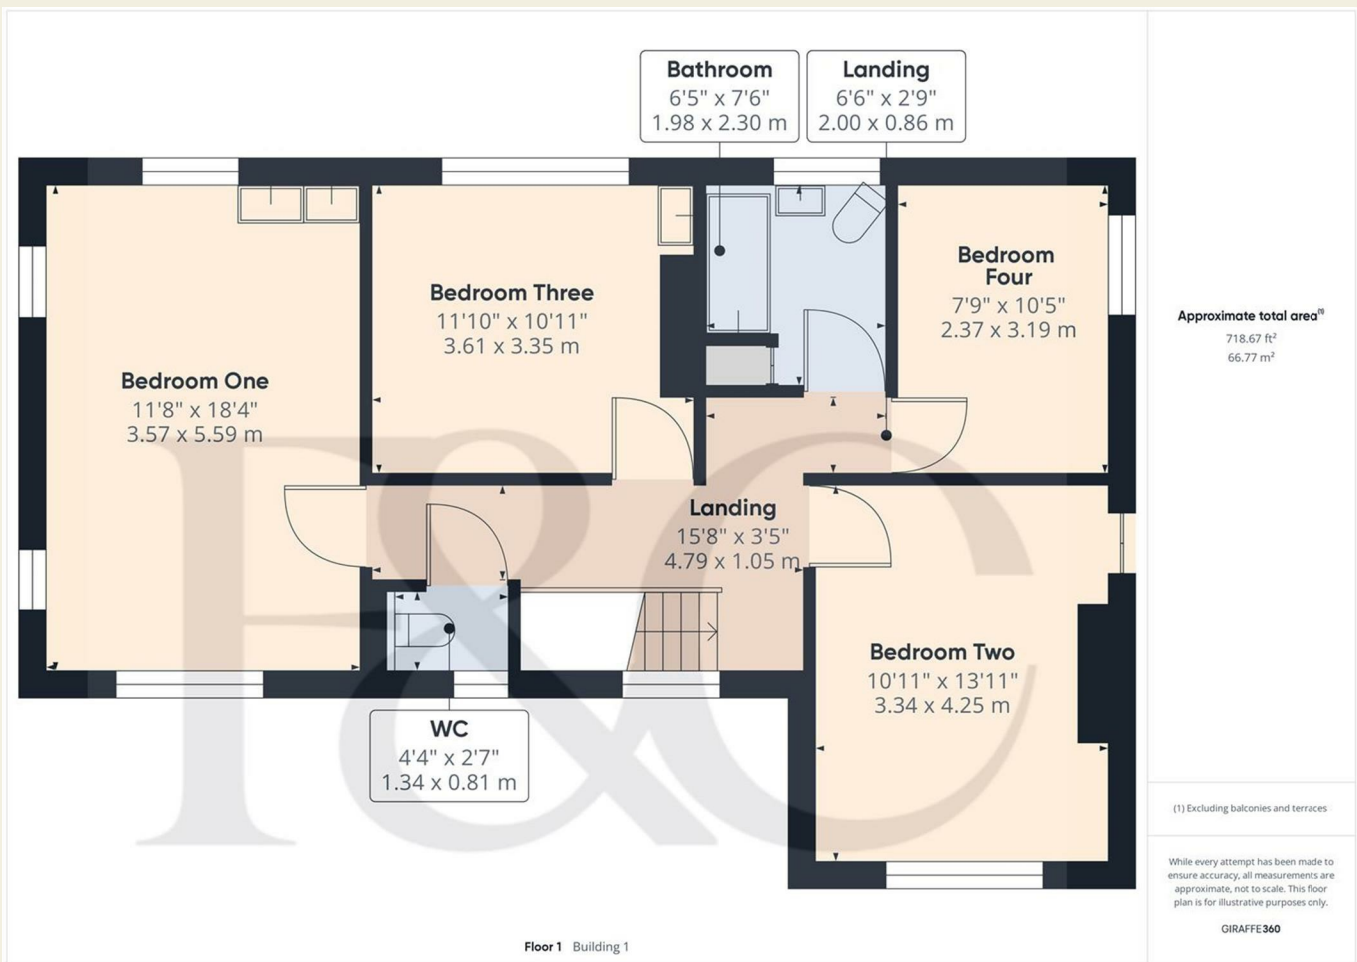 Bathroom
6'5" x 7'6"
1.98 x 2.30 m
Landing
6'6" x 2'9"
2.00 x 0.86 m
Bedroom One
11'8" x 18'4"
3.57 x 5.59 m
Bedroom Three
11'10" x 10'11"
3.61 x 3.35 m
Bedroom
Four
7'9" x 10'5"
2.37 x 3.19 m
Landing
15'8" x 3'5"
4.79 x 1.05 m
Bedroom Two
10'11" x 13'11"
3.34 x 4.25 m
WC
4'4" x 2'7"
1.34 x 0.81 m
F&C
Floor 1 Building 1
Approximate total area(1)
718.67 ft²
66.77 m²
(1) Excluding balconies and terraces
While every attempt has been made to
ensure accuracy, all measurements are
approximate, not to scale. This floor
plan is for illustrative purposes only.
GIRAFFE360